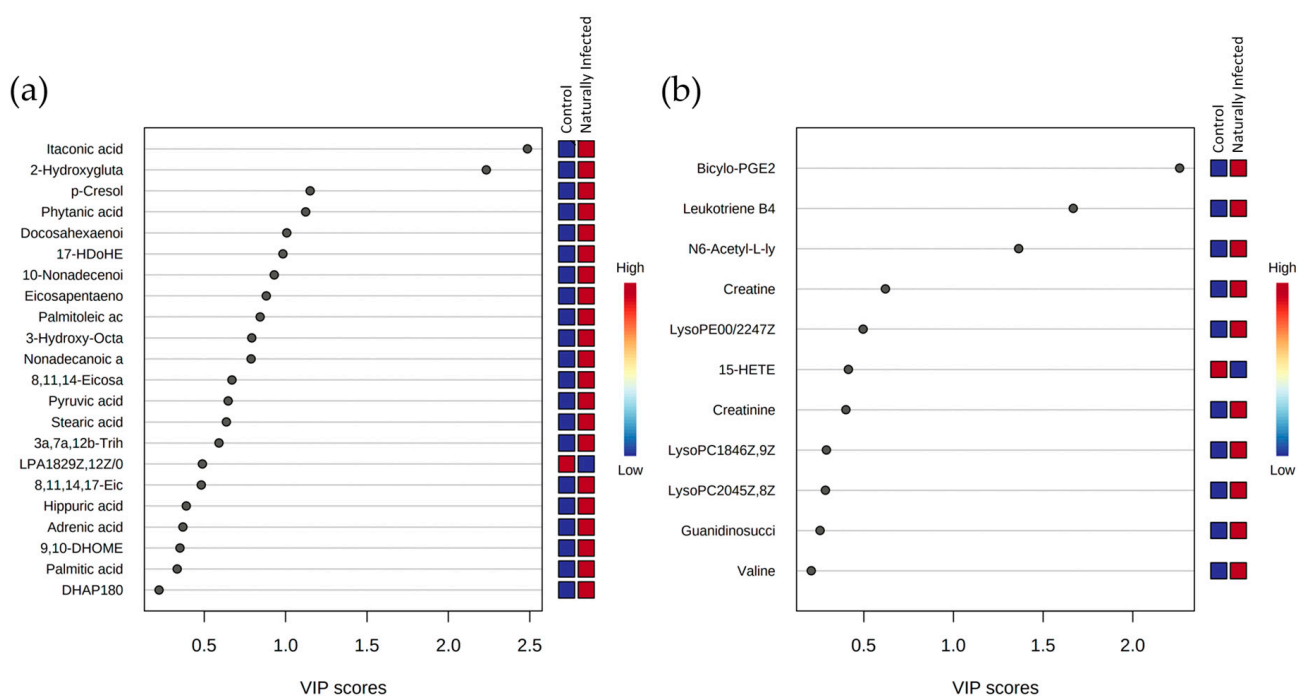 (a)
Control
Naturally Infected
Itaconic acid
2-Hydroxygluta
p-Cresol
Phytanic acid
Docosahexaenoi
17-HDoHE
10-Nonadecenoi
Eicosapentaeno
Palmitoleic ac
3-Hydroxy-Octa
Nonadecanoic a
8,11,14-Eicosa
Pyruvic acid
Stearic acid
3a,7a,12b-Trih
LPA1829Z,12Z/0
8,11,14,17-Eic
Hippuric acid
Adrenic acid
9,10-DHOME
Palmitic acid
DHAP180
High
Low
0.5 1.0 1.5 2.0 2.5
VIP scores
(b)
Control
Naturally Infected
Bicylo-PGE2
Leukotriene B4
N6-Acetyl-L-ly
Creatine
LysoPE00/2247Z
15-HETE
Creatinine
LysoPC1846Z,9Z
LysoPC2045Z,8Z
Guanidinosucci
Valine
High
Low
0.5 1.0 1.5 2.0
VIP scores